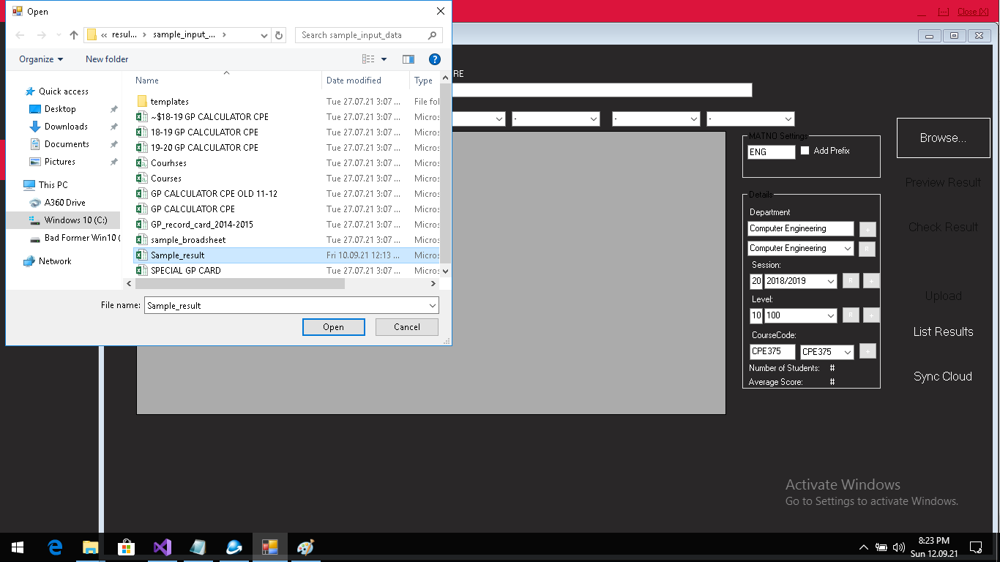 Open
Close [X]
« resul... > sample_input_... >
Search sample_input_data
Organize
New folder
Name
Date modified
Type
Quick access
Desktop
Downloads
Documents
Pictures
This PC
A360 Drive
Windows 10 (C:)
Bad Former Win10 (
Network
templates Tue 27.07.21 3:07 ... File fol
~$18-19 GP CALCULATOR CPE Tue 27.07.21 3:07 ... Micros
18-19 GP CALCULATOR CPE Tue 27.07.21 3:07 ... Micros
19-20 GP CALCULATOR CPE Tue 27.07.21 3:07 ... Micros
Courhses Tue 27.07.21 3:07 ... Micros
Courses Tue 27.07.21 3:07 ... Micros
GP CALCULATOR CPE OLD 11-12 Tue 27.07.21 3:07 ... Micros
GP CALCULATOR CPE Tue 27.07.21 3:07 ... Micros
GP_record_card_2014-2015 Tue 27.07.21 3:07 ... Micros
sample_broadsheet Tue 27.07.21 3:07 ... Micros
Sample_result Fri 10.09.21 12:13 ... Micros
SPECIAL GP CARD Tue 27.07.21 3:07 ... Micros
File name: Sample_result
Open
Cancel
RE
- - -
MATNO Settings
ENG
Add Prefix
Details
Department
Computer Engineering +
Computer Engineering R
Session:
20 2018/2019 R +
Level:
10 100 R +
CourseCode:
CPE375 CPE375 +
Number of Students: #
Average Score: #
Browse...
Preview Result
Check Result
Upload
List Results
Sync Cloud
Activate Windows
Go to Settings to activate Windows.
8:23 PM
Sun 12.09.21